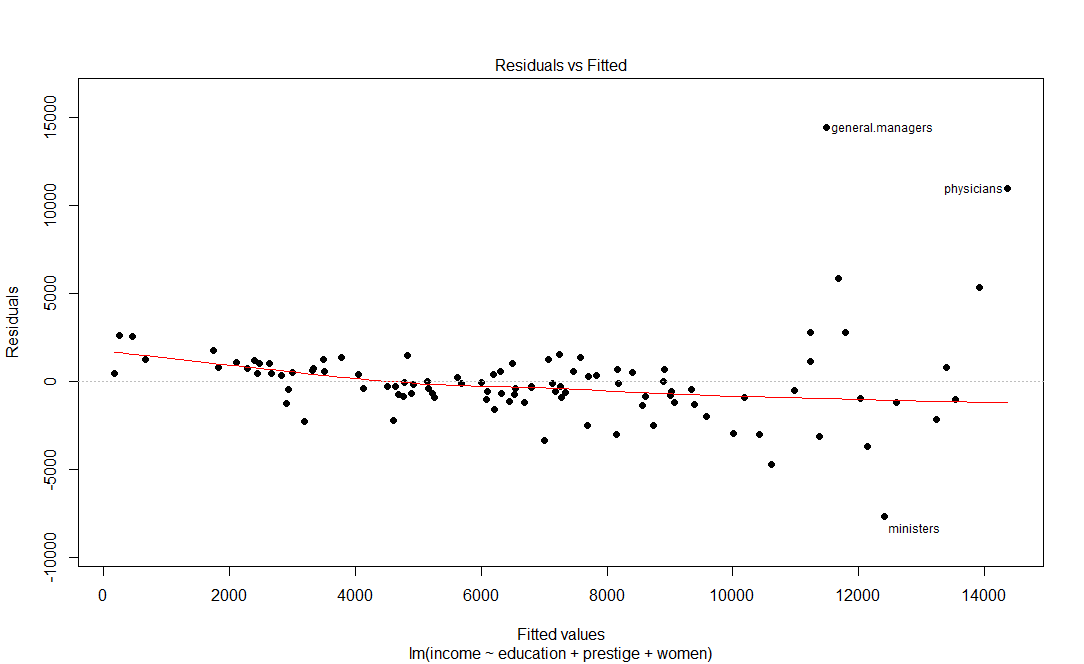 Residuals vs Fitted
15000
10000
5000
0
-5000
-10000
Residuals
general.managers
physicians
ministers
0 2000 4000 6000 8000 10000 12000 14000
Fitted values
lm(income ~ education + prestige + women)